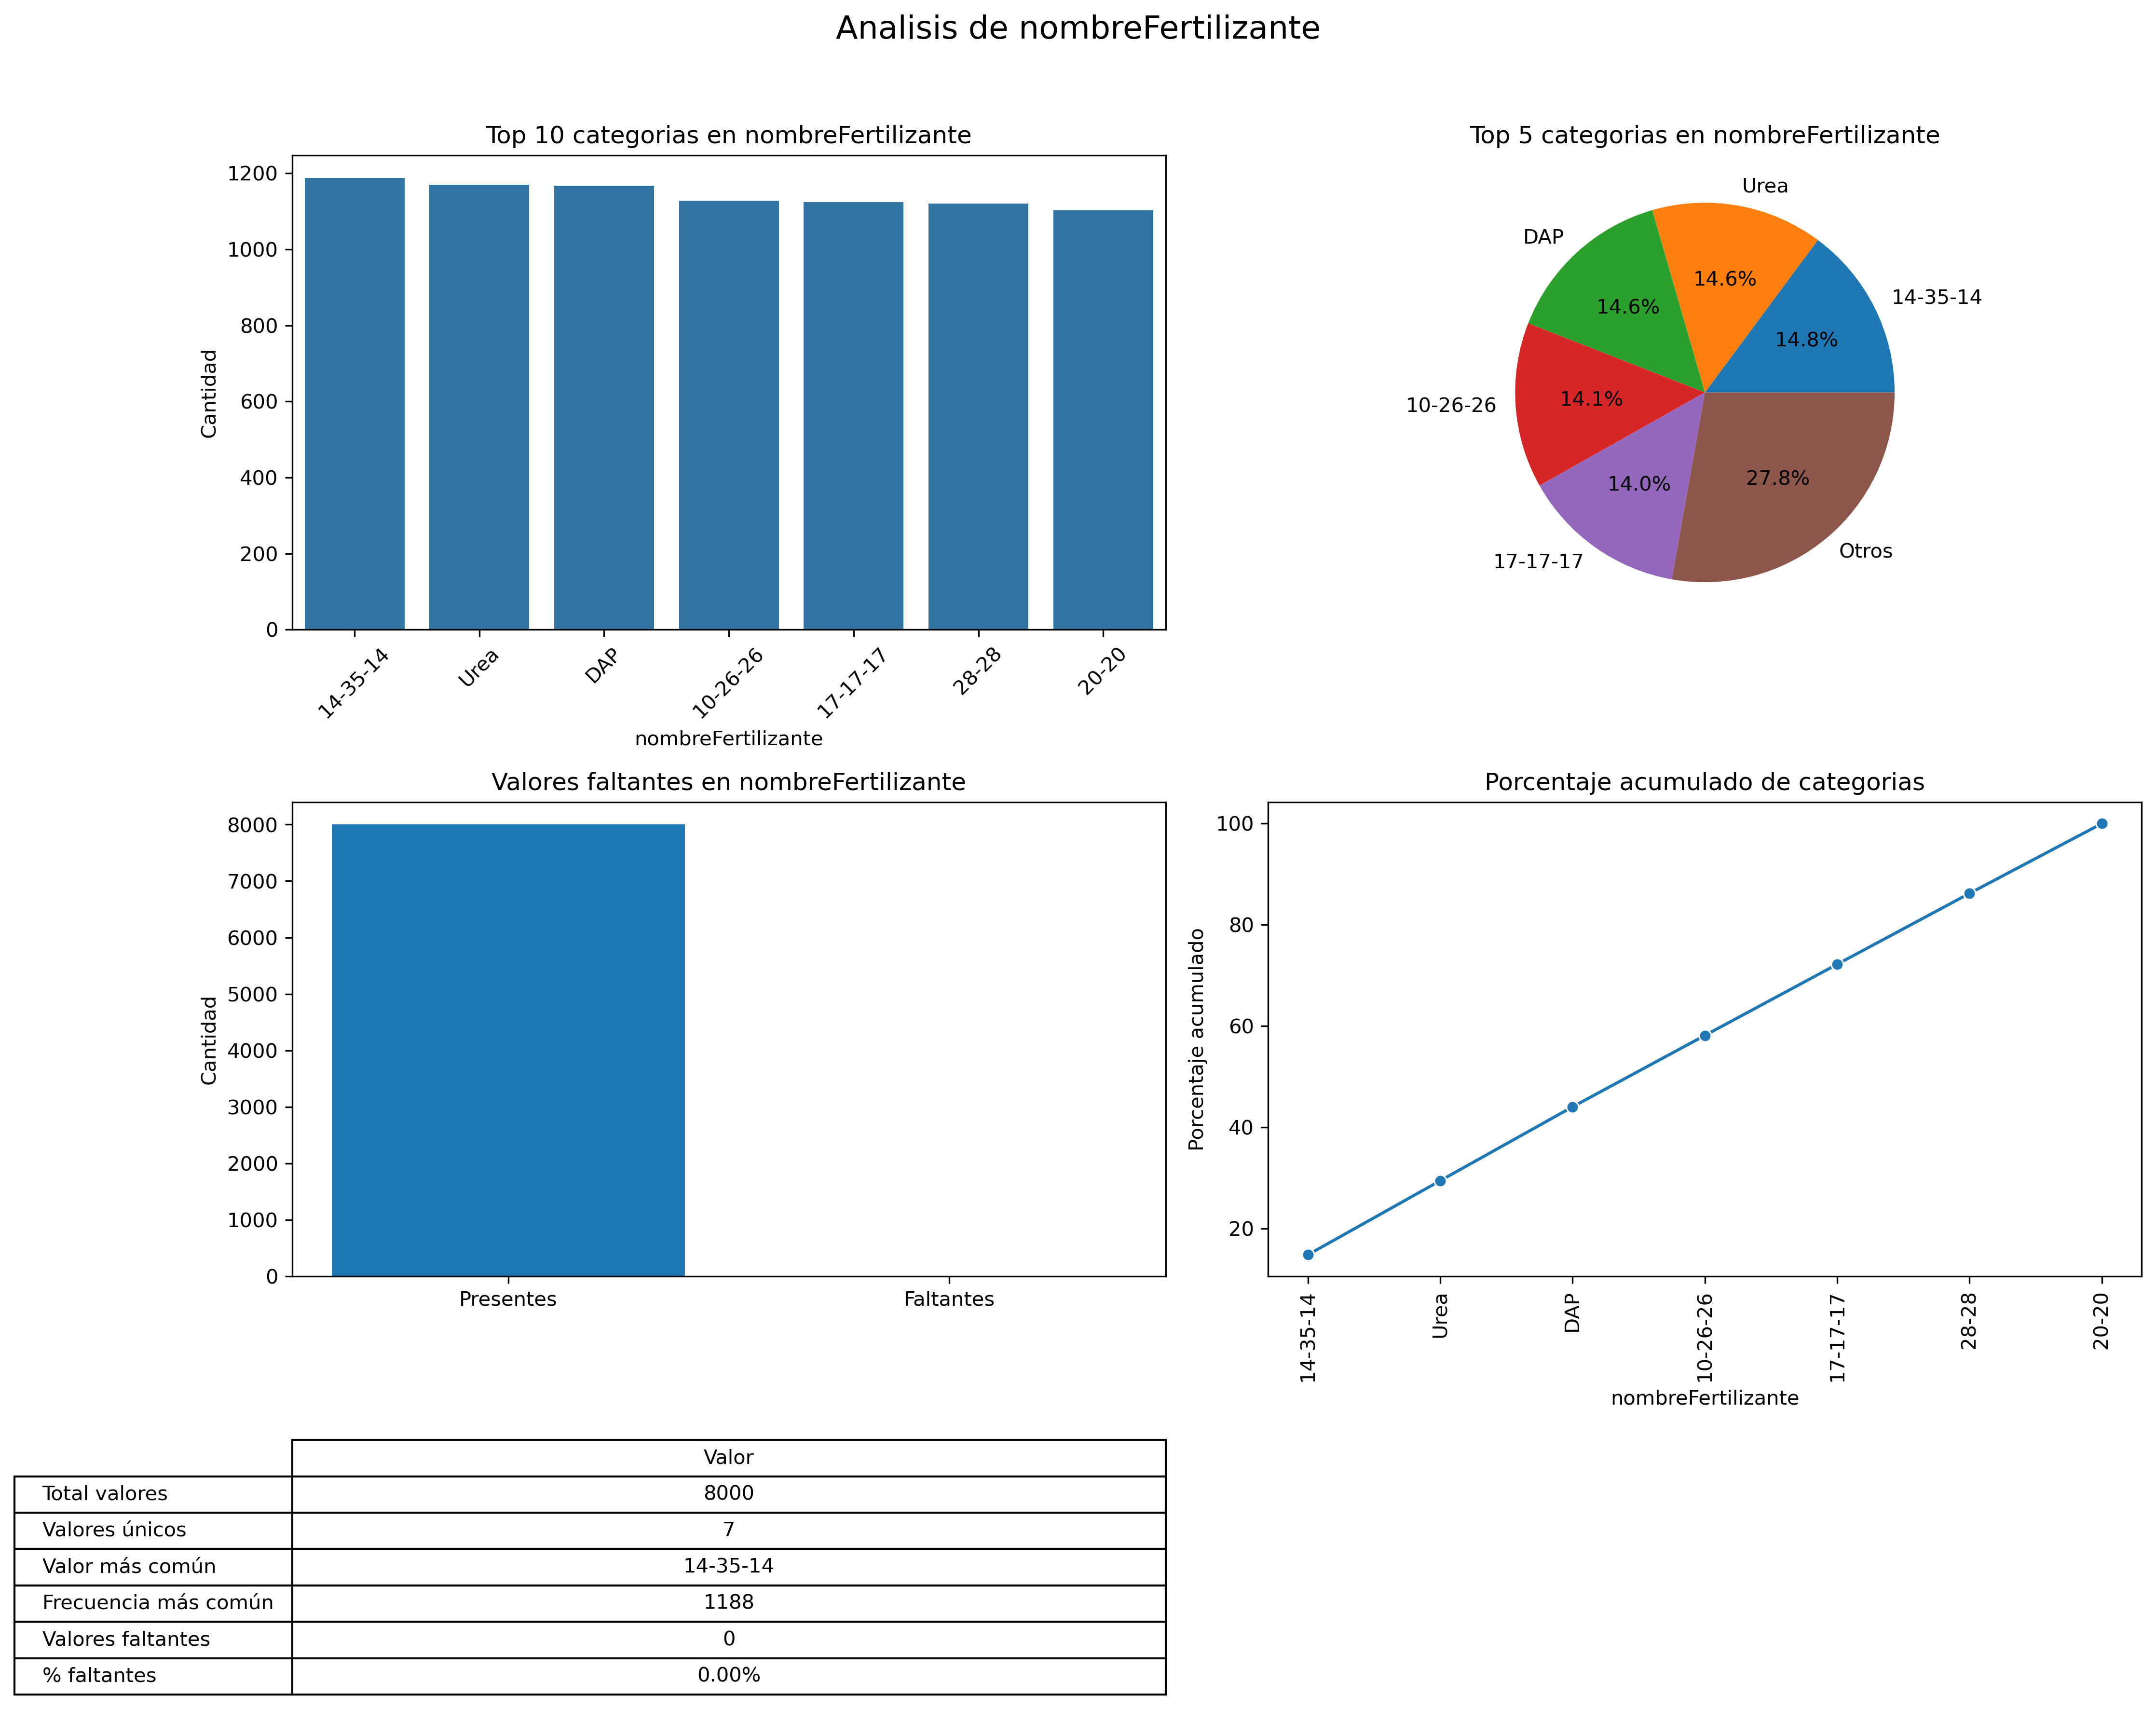 Analisis de nombreFertilizante
Top 10 categorias en nombreFertilizante
Cantidad
1200
1000
800
600
400
200
0
14-35-14
Urea
DAP
10-26-26
17-17-17
28-28
20-20
nombreFertilizante
Top 5 categorias en nombreFertilizante
Urea
DAP
14-35-14
10-26-26
17-17-17
Otros
14.6%
14.6%
14.8%
14.1%
14.0%
27.8%
Valores faltantes en nombreFertilizante
Cantidad
8000
7000
6000
5000
4000
3000
2000
1000
0
Presentes
Faltantes
Porcentaje acumulado de categorias
Porcentaje acumulado
100
80
60
40
20
14-35-14
Urea
DAP
10-26-26
17-17-17
28-28
20-20
nombreFertilizante
Valor
Total valores 8000
Valores únicos 7
Valor más común 14-35-14
Frecuencia más común 1188
Valores faltantes 0
% faltantes 0.00%